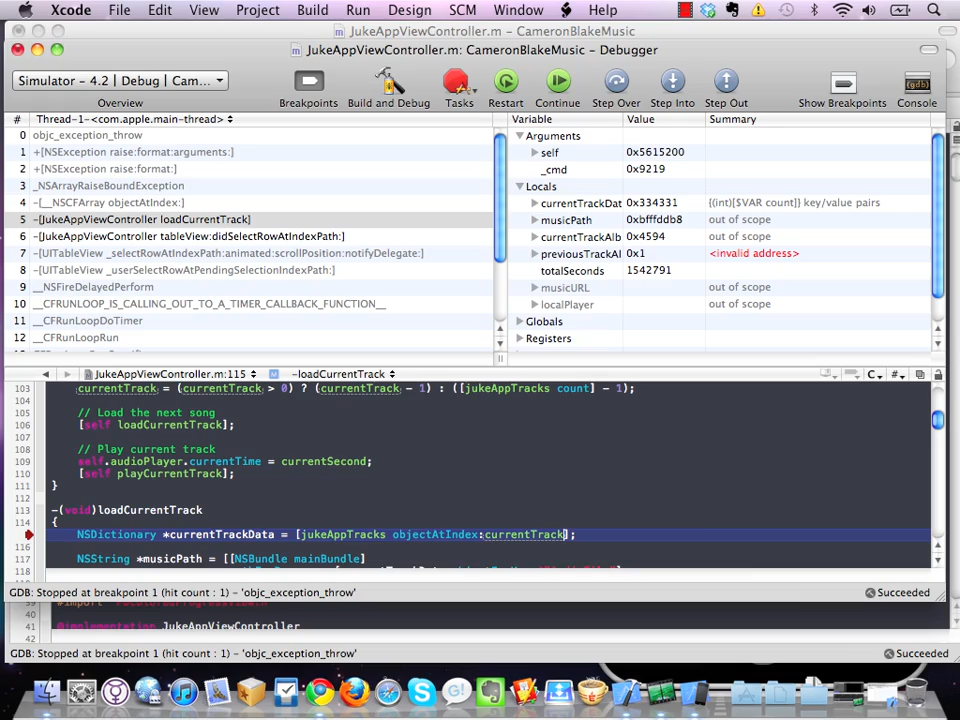 Xcode File Edit View Project Build Run Design SCM Window Help
JukeAppViewController.m: CameronBlakeMusic
JukeAppViewController.m: CameronBlakeMusic – Debugger
Simulator - 4.2 | Debug | Cam...
Overview Breakpoints Build and Debug Tasks Restart Continue Step Over Step Into Step Out Show Breakpoints Console
gdb
# Thread-1-<com.apple.main-thread>
0 objc_exception_throw
1 +[NSException raise:format:arguments:]
2 +[NSException raise:format:]
3 _NSArrayRaiseBoundException
4 -[__NSCFArray objectAtIndex:]
5 -[JukeAppViewController loadCurrentTrack]
6 -[JukeAppViewController tableView:didSelectRowAtIndexPath:]
7 -[UITableView _selectRowAtIndexPath:animated:scrollPosition:notifyDelegate:]
8 -[UITableView _userSelectRowAtPendingSelectionIndexPath:]
9 __NSFireDelayedPerform
10 __CFRUNLOOP_IS_CALLING_OUT_TO_A_TIMER_CALLBACK_FUNCTION__
11 __CFRunLoopDoTimer
12 __CFRunLoopRun
Variable Value Summary
Arguments
self 0x5615200
_cmd 0x9219
Locals
currentTrackDat 0x334331 {(int)[$VAR count]} key/value pairs
musicPath 0xbfffddb8 out of scope
currentTrackAlb 0x4594 out of scope
previousTrackAl 0x1 <invalid address>
totalSeconds 1542791
musicURL out of scope
localPlayer out of scope
Globals
Registers
JukeAppViewController.m:115 -loadCurrentTrack
103 currentTrack = (currentTrack > 0) ? (currentTrack - 1) : ([jukeAppTracks count] - 1);
104
105 // Load the next song
106 [self loadCurrentTrack];
107
108 // Play current track
109 self.audioPlayer.currentTime = currentSecond;
110 [self playCurrentTrack];
111 }
112
113 -(void)loadCurrentTrack
114 {
NSDictionary *currentTrackData = [jukeAppTracks objectAtIndex:currentTrack];
116
117 NSString *musicPath = [[NSBundle mainBundle]
118
GDB: Stopped at breakpoint 1 (hit count : 1) - 'objc_exception_throw' Succeeded
40
41 @implementation JukeAppViewController
42
GDB: Stopped at breakpoint 1 (hit count : 1) - 'objc_exception_throw' Succeeded